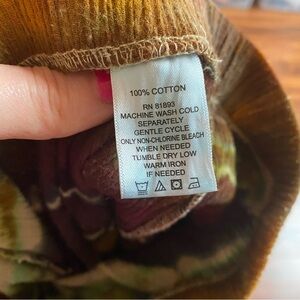 100% COTTON
RN 81893
MACHINE WASH COLD
SEPARATELY
GENTLE CYCLE
ONLY NON-CHLORINE BLEACH
WHEN NEEDED
TUMBLE DRY LOW
WARM IRON
IF NEEDED